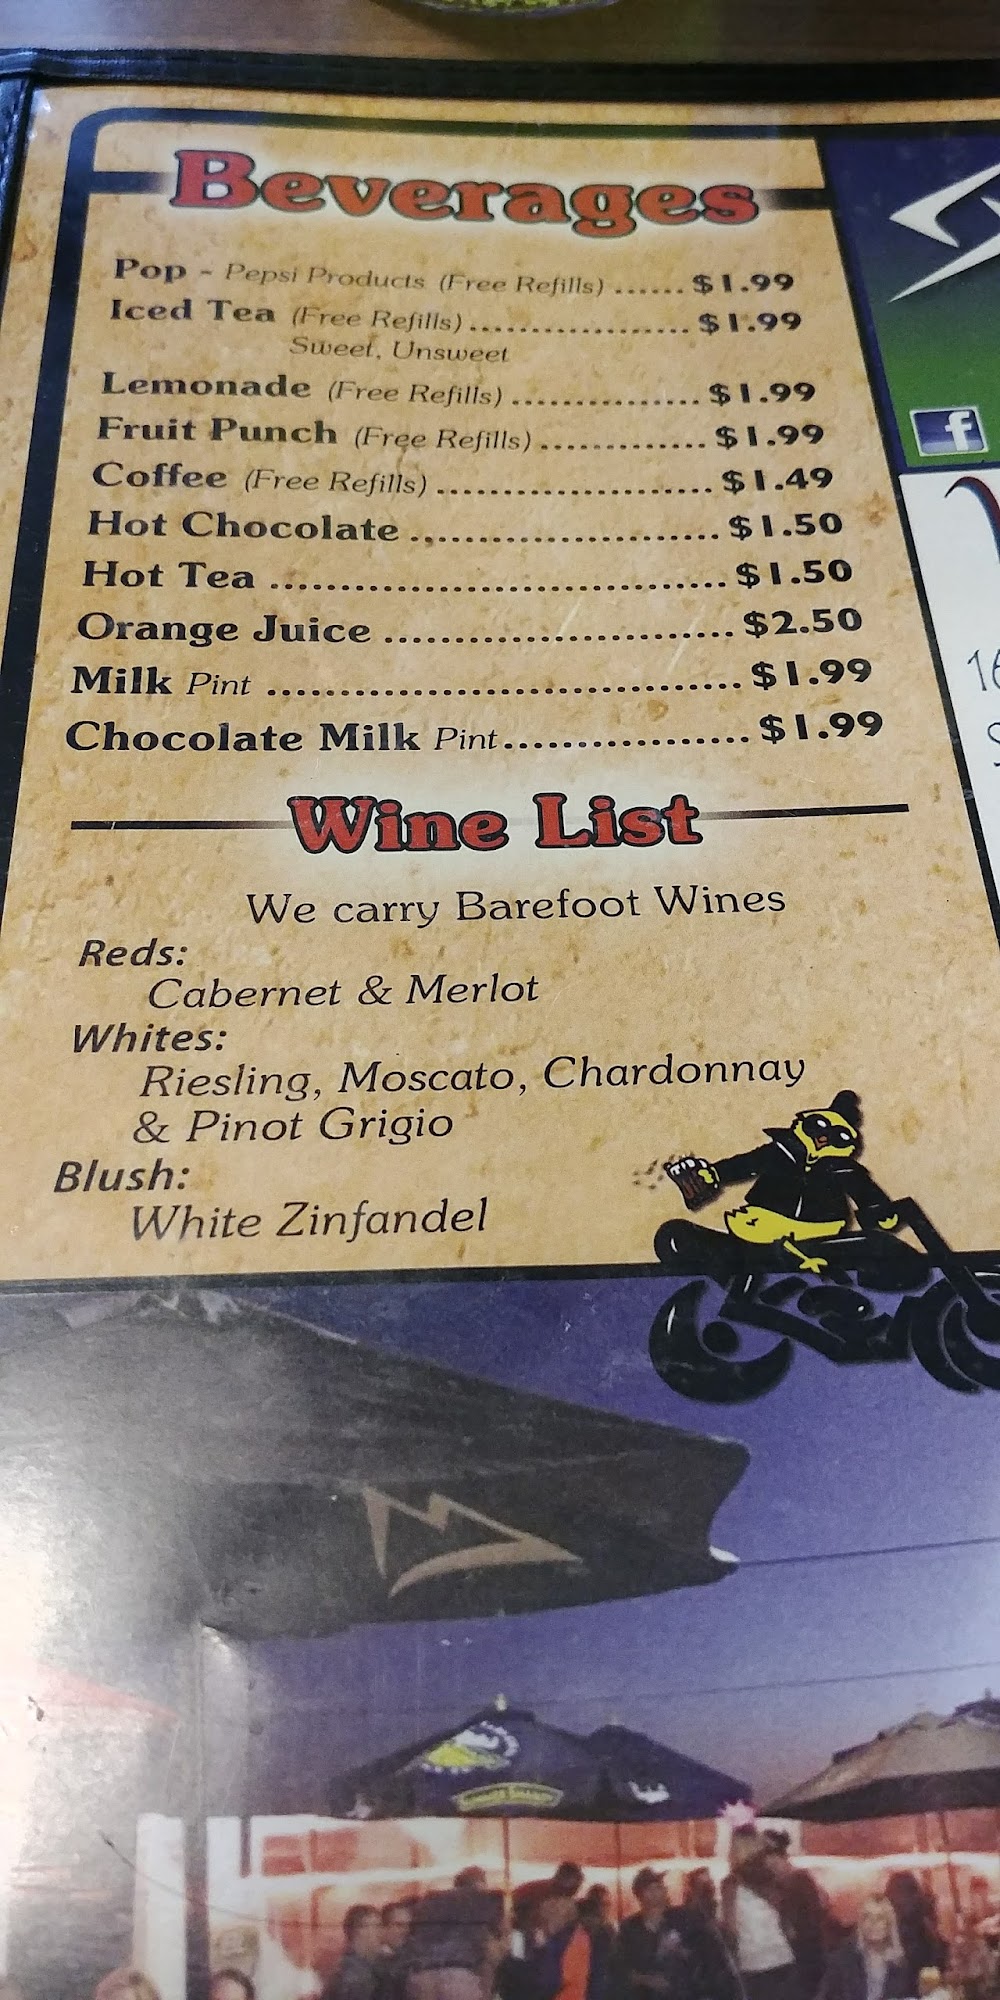 Beverages
Pop - Pepsi Products (Free Refills) ...... $1.99
Iced Tea (Free Refills) ................... $1.99
Sweet, Unsweet
Lemonade (Free Refills) ............... $1.99
Fruit Punch (Free Refills) ............. $1.99
Coffee (Free Refills) ..................... $1.49
Hot Chocolate ....................... $1.50
Hot Tea .................................. $1.50
Orange Juice .......................... $2.50
Milk Pint ................................... $1.99
Chocolate Milk Pint ................. $1.99
Wine List
We carry Barefoot Wines
Reds:
Cabernet & Merlot
Whites:
Riesling, Moscato, Chardonnay
& Pinot Grigio
Blush:
White Zinfandel
f